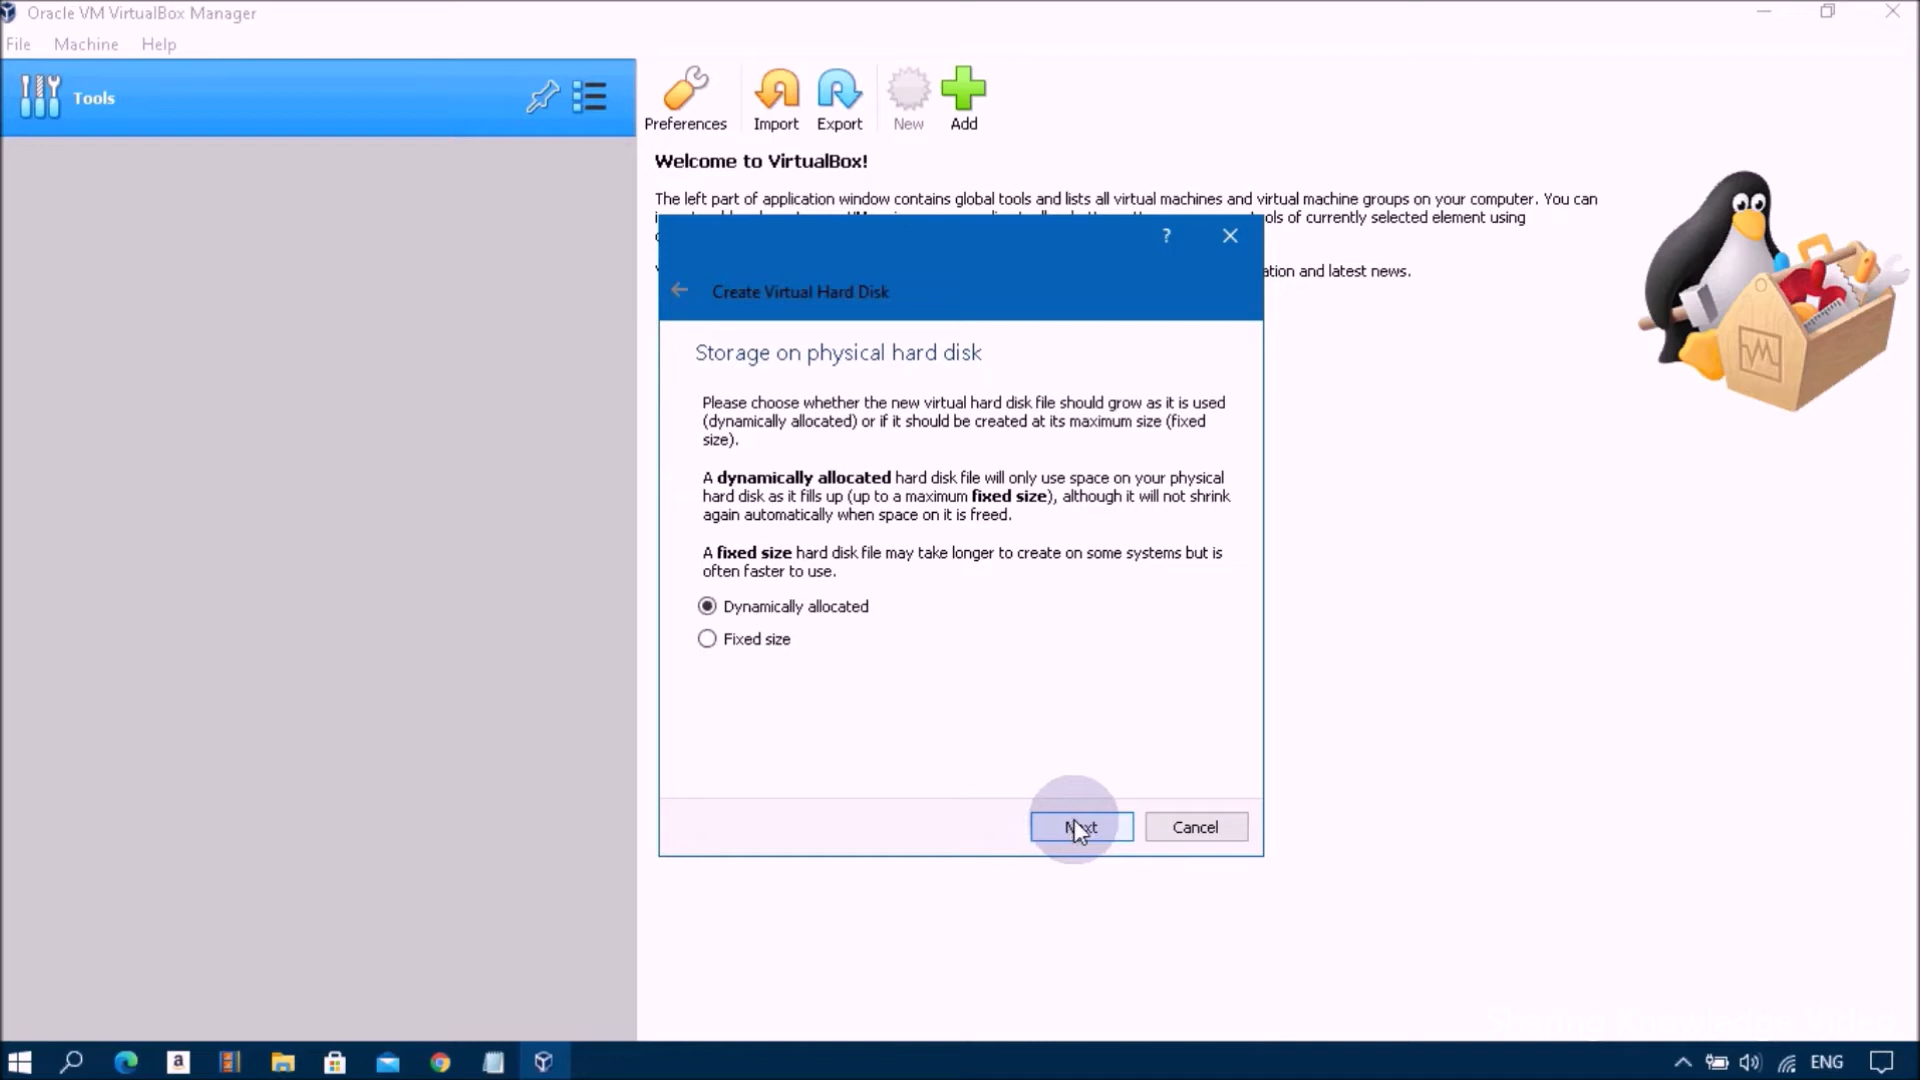 Oracle VM VirtualBox Manager
File Machine Help
Tools
Preferences Import Export New Add
Welcome to VirtualBox!
The left part of application window contains global tools and lists all virtual machines and virtual machine groups on your computer. You can
ols of currently selected element using
ation and latest news.
?
Create Virtual Hard Disk
Storage on physical hard disk
Please choose whether the new virtual hard disk file should grow as it is used
(dynamically allocated) or if it should be created at its maximum size (fixed
size).
A dynamically allocated hard disk file will only use space on your physical
hard disk as it fills up (up to a maximum fixed size), although it will not shrink
again automatically when space on it is freed.
A fixed size hard disk file may take longer to create on some systems but is
often faster to use.
Dynamically allocated
Fixed size
Next Cancel
a ENG